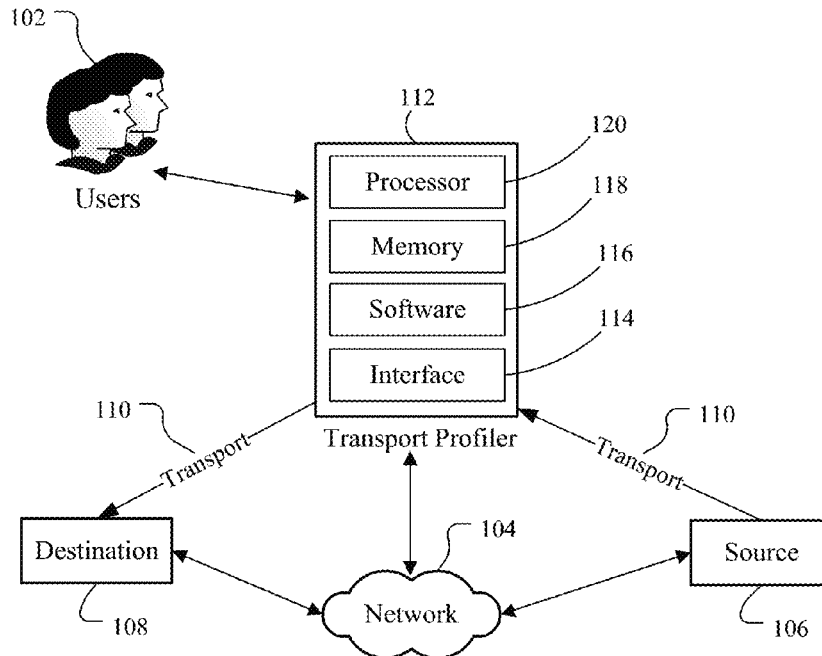 102
Users
112
Processor
120
Memory
118
Software
116
Interface
114
110
Transport
Transport Profiler
110
Transport
Destination
108
104
Network
Source
106